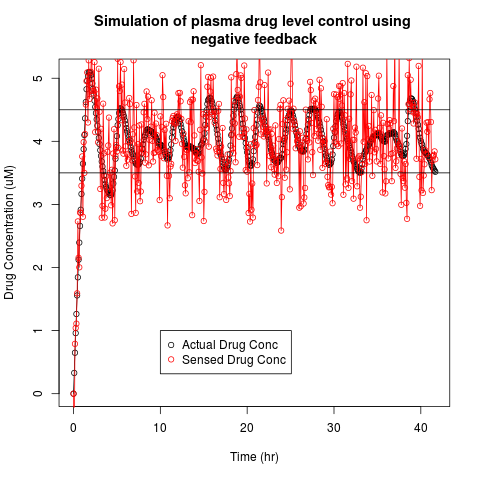 Simulation of plasma drug level control using
negative feedback
Drug Concentration (uM)
5
4
3
2
1
0
Actual Drug Conc
Sensed Drug Conc
0 10 20 30 40
Time (hr)